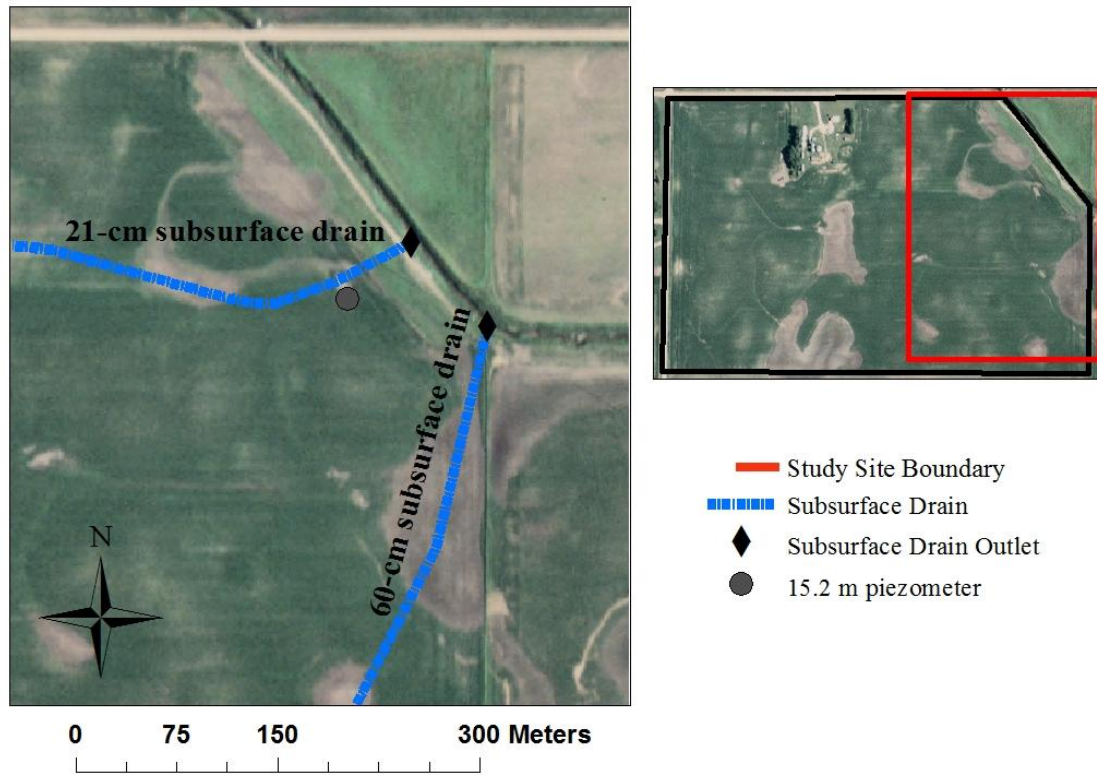 21-cm subsurface drain
60-cm subsurface drain
N
0 75 150 300 Meters
Study Site Boundary
Subsurface Drain
Subsurface Drain Outlet
15.2 m piezometer